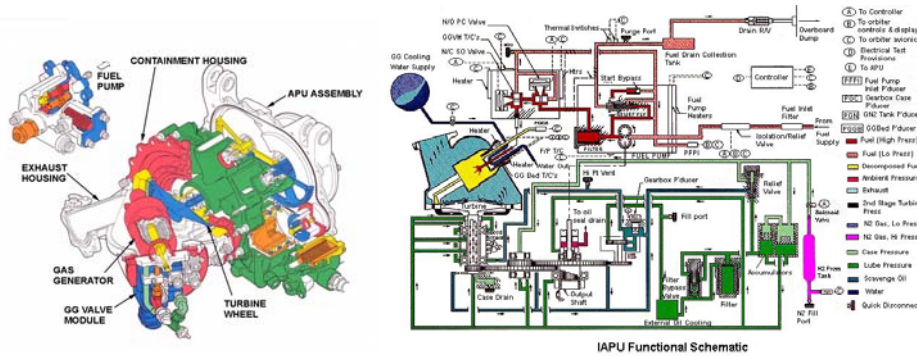 FUEL
PUMP
CONTAINMENT HOUSING
APU ASSEMBLY
EXHAUST
HOUSING
GAS
GENERATOR
GG VALVE
MODULE
TURBINE
WHEEL
N/O PC Valve
GGVM T/C's
N/C SO Valve
Heater
GG Cooling
Water Supply
Thermal Switches
Purge Port
Htrs
Start Bypass
Fuel Drain Collection
Tank
Drain R/V
Overboard
Dump
Controller
Fuel
Pump
Heaters
Fuel Inlet
Filter
From
Fuel
Supply
Isolation/Relief
Valve
Filter
FUEL PUMP
PFPI
Heater
PGGB
F/P T/C
Heater
Water Out
GG Bed T/C's
Hi Pt Vent
Gearbox P'ducer
Turbine
To oil
seal drain
Fill port
Relief
Valve
Solenoid
Valve
Case Drain
Output
Shaft
Filter
Bypass
Valve
Filter
External Oil Cooling
Accumulators
N2 Press
Tank
N2 Fill
Port
IAPU Functional Schematic
A To Controller
B To orbiter
controls & display
C To orbiter avionic
D Electrical Test
Provisions
E To APU
PFPI Fuel Pump
Inlet P'ducer
PGC Gearbox Case
P'ducer
PGN GN2 Tank P'ducer
PGGB GGBed P'ducer
Fuel (High Press)
Fuel (Lo Press)
Decomposed Fuel
Ambient Pressure
Exhaust
2nd Stage Turbine
Press
N2 Gas, Lo Press
N2 Gas, Hi Press
Case Pressure
Lube Pressure
Scavenge Oil
Water
Quick Disconnec